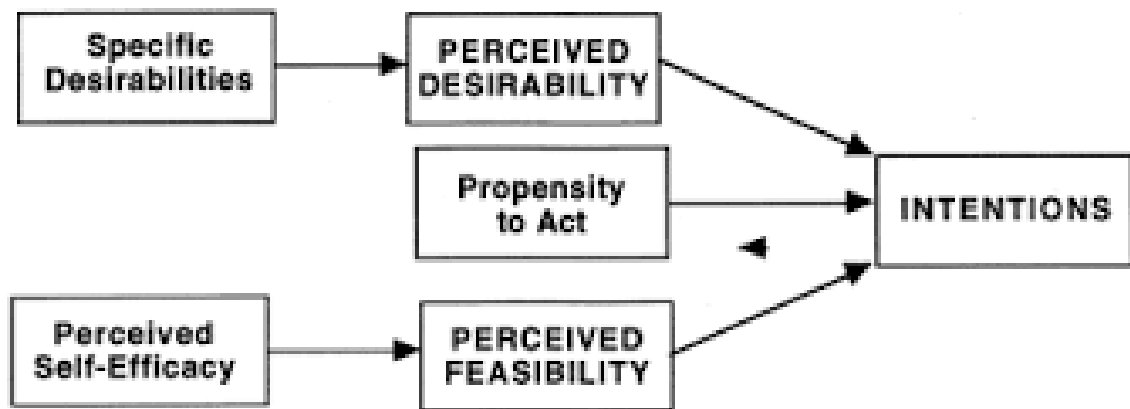 Specific
Desirabilities
PERCEIVED
DESIRABILITY
Propensity
to Act
INTENTIONS
Perceived
Self-Efficacy
PERCEIVED
FEASIBILITY